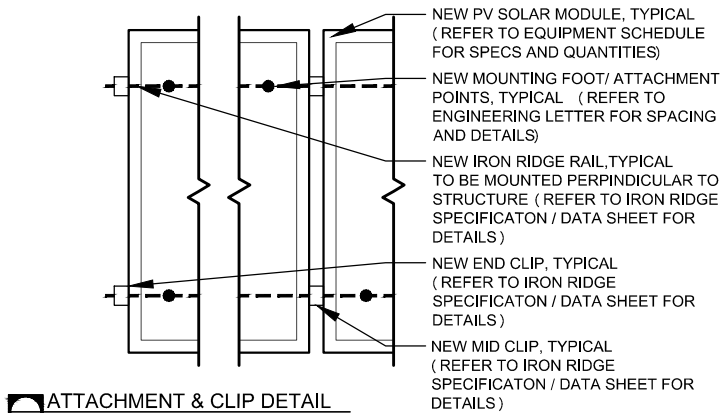 NEW PV SOLAR MODULE, TYPICAL
( REFER TO EQUIPMENT SCHEDULE
FOR SPECS AND QUANTITIES)
NEW MOUNTING FOOT/ ATTACHMENT
POINTS, TYPICAL ( REFER TO
ENGINEERING LETTER FOR SPACING
AND DETAILS)
NEW IRON RIDGE RAIL,TYPICAL
TO BE MOUNTED PERPINDICULAR TO
STRUCTURE ( REFER TO IRON RIDGE
SPECIFICATON / DATA SHEET FOR
DETAILS )
NEW END CLIP, TYPICAL
( REFER TO IRON RIDGE
SPECIFICATON / DATA SHEET FOR
DETAILS )
NEW MID CLIP, TYPICAL
( REFER TO IRON RIDGE
SPECIFICATON / DATA SHEET FOR
DETAILS )
ATTACHMENT & CLIP DETAIL